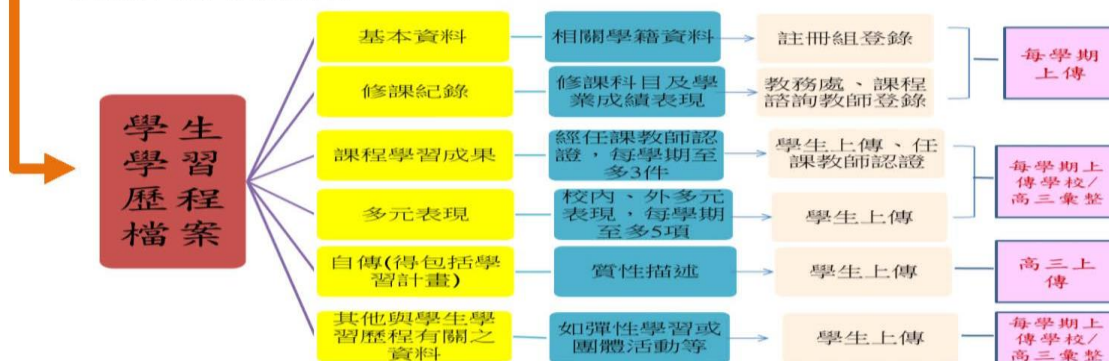 學生
學習
歷程
檔案
基本資料
相關學籍資料
註冊組登錄
修課紀錄
修課科目及學
業成績表現
教務處、課程
諮詢教師登錄
每學期
上傳
課程學習成果
經任課教師認
證，每學期至
多3件
學生上傳、任
課教師認證
多元表現
校內、外多元
表現，每學期
至多5項
學生上傳
每學期上
傳學校/
高三彙整
自傳(得包括學
習計畫)
質性描述
學生上傳
高三上
傳
其他與學生學
習歷程有關之
資料
如彈性學習或
團體活動等
學生上傳
每學期上
傳學校/
高三彙整